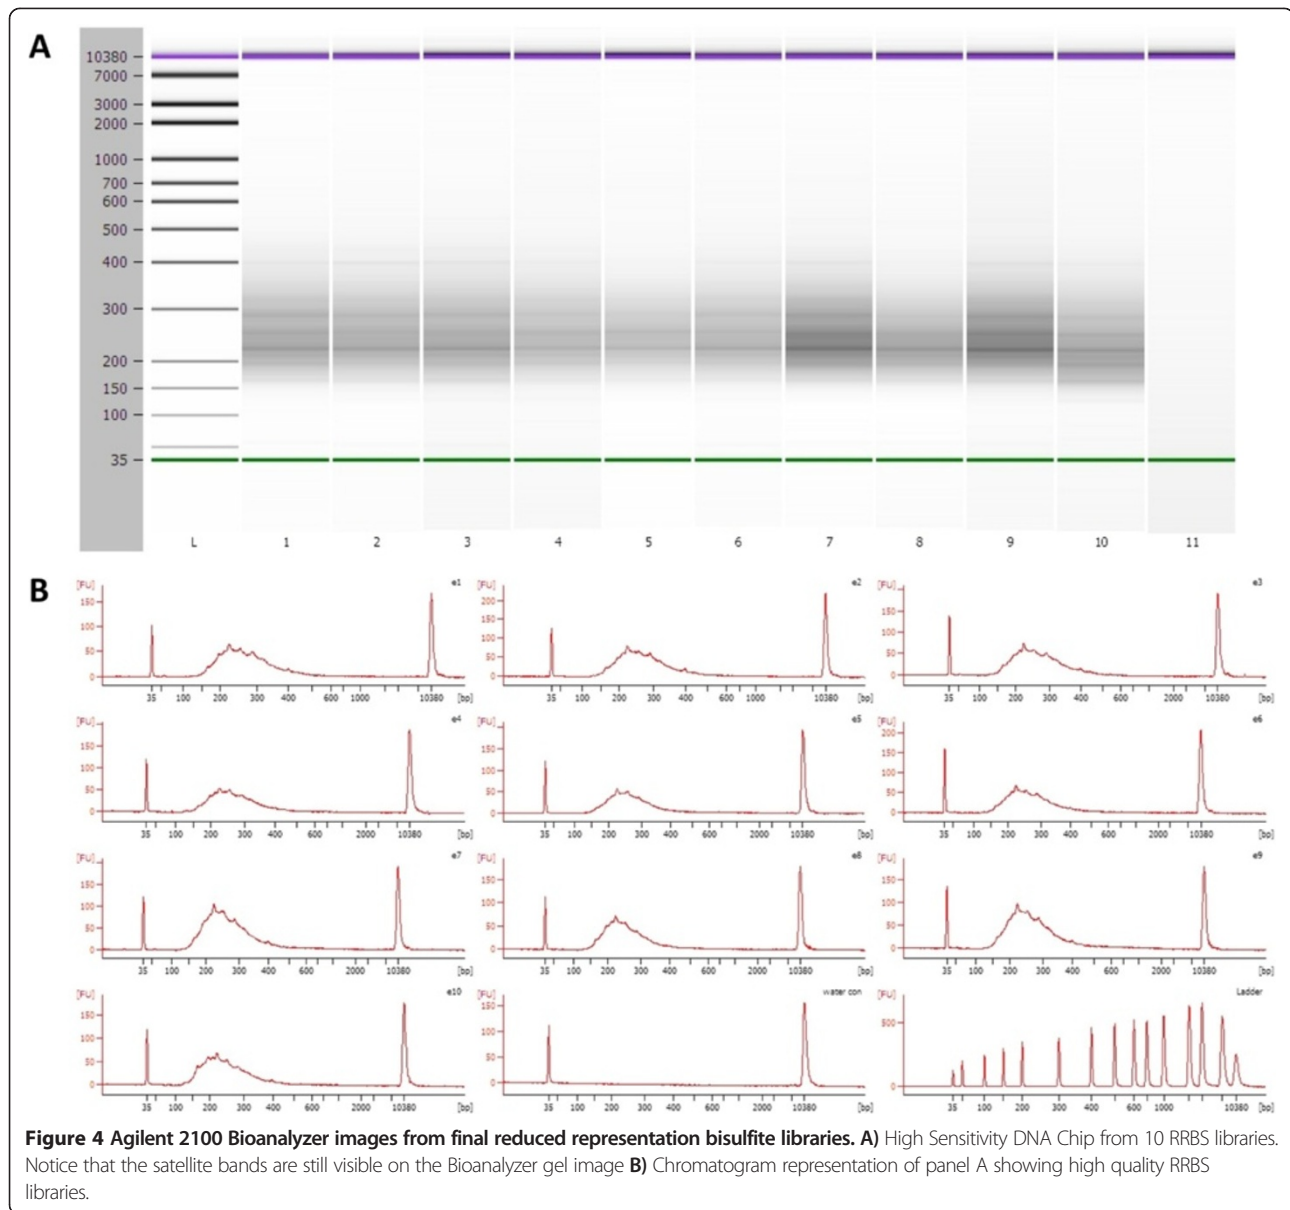 A
10380
7000
3000
2000
1000
700
600
500
400
300
200
150
100
35
L 1 2 3 4 5 6 7 8 9 10 11
B
[FU] e1
150
100
50
0
35 100 200 300 400 600 1000 10380 [bp]
[FU] e2
200
150
100
50
0
35 100 200 300 400 600 1000 10380 [bp]
[FU] e3
200
150
100
50
0
35 100 200 300 400 600 2000 10380 [bp]
[FU] e4
150
100
50
0
35 100 200 300 400 600 2000 10380 [bp]
[FU] e5
150
100
50
0
35 100 200 300 400 600 2000 10380 [bp]
[FU] e6
200
150
100
50
0
35 100 200 300 400 600 2000 10380 [bp]
[FU] e7
150
100
50
0
35 100 200 300 400 600 2000 10380 [bp]
[FU] e8
150
100
50
0
35 100 200 300 400 600 2000 10380 [bp]
[FU] e9
150
100
50
0
35 100 200 300 400 600 2000 10380 [bp]
[FU] e10
150
100
50
0
35 100 200 300 400 600 2000 10380 [bp]
[FU] water con
150
100
50
0
35 100 200 300 400 600 2000 10380 [bp]
[FU] Ladder
500
0
35 100 200 400 600 1000 10380 [bp]
Figure 4 Agilent 2100 Bioanalyzer images from final reduced representation bisulfite libraries. A) High Sensitivity DNA Chip from 10 RRBS libraries.
Notice that the satellite bands are still visible on the Bioanalyzer gel image B) Chromatogram representation of panel A showing high quality RRBS
libraries.